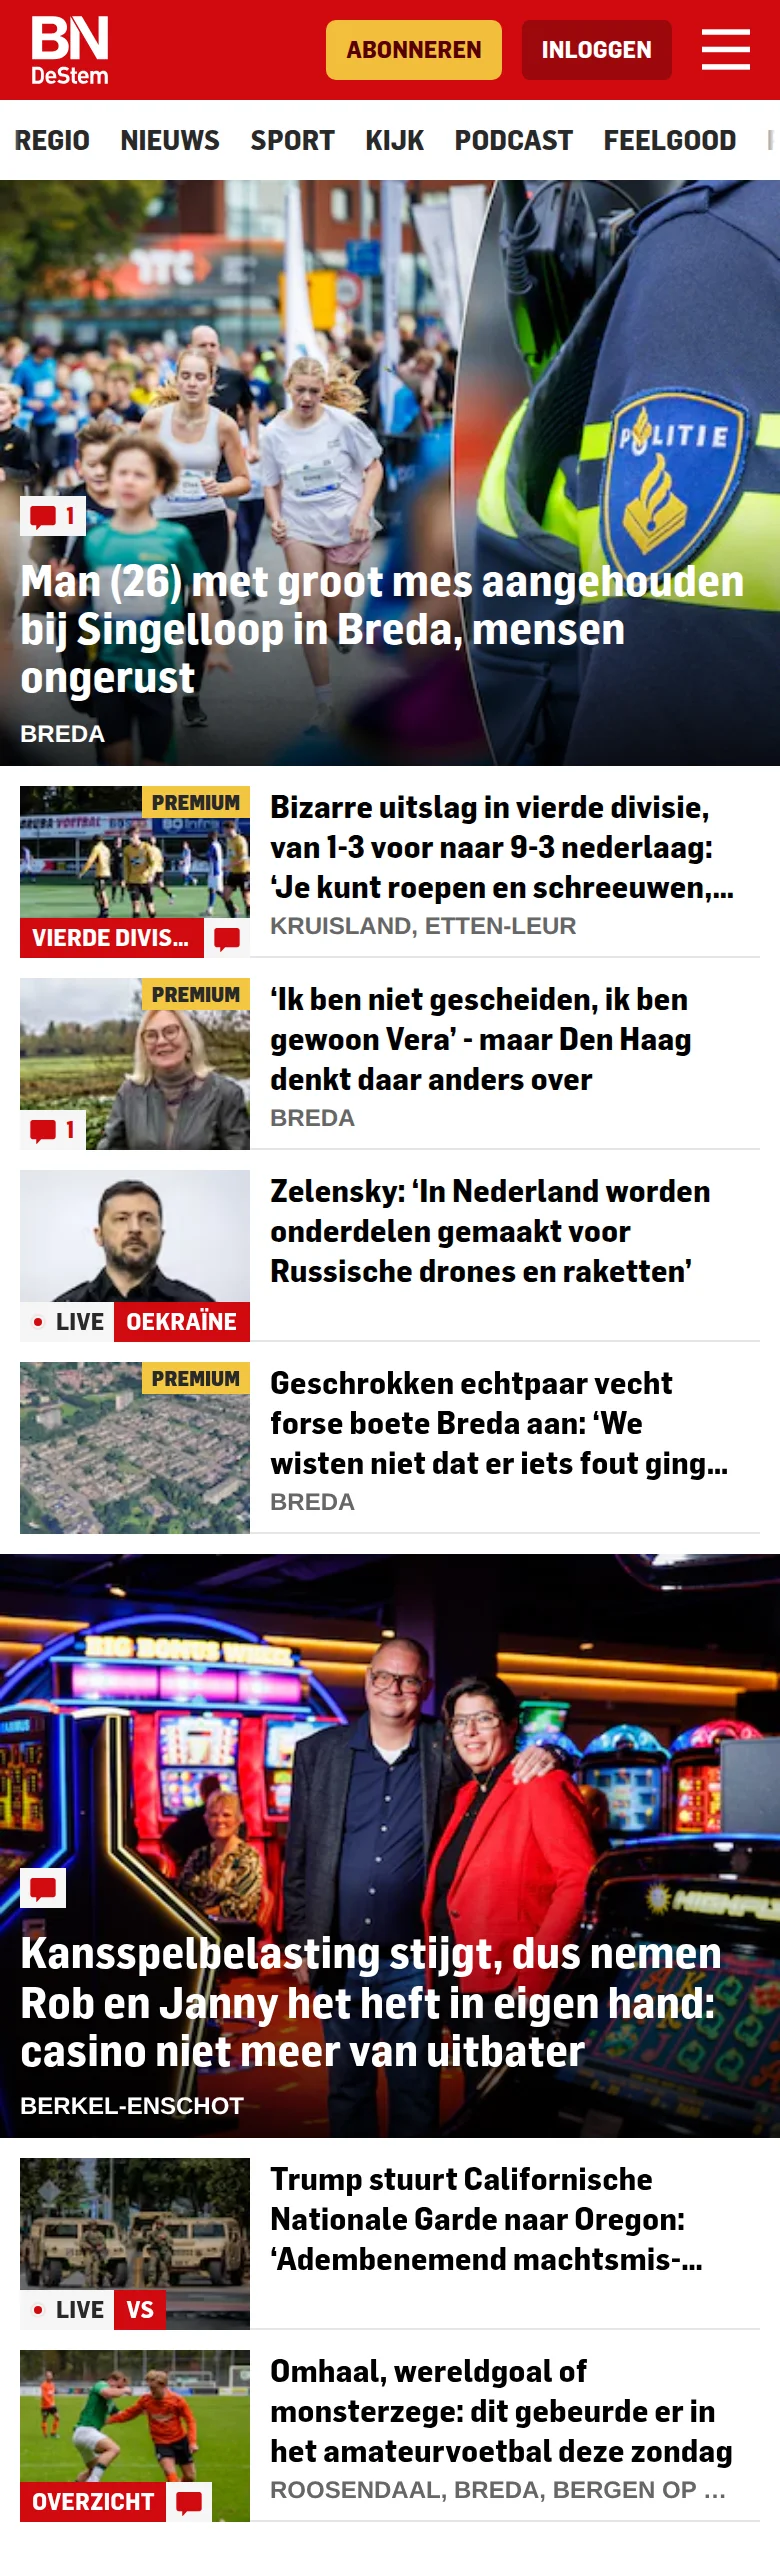 BN
DeStem
ABONNEREN
INLOGGEN
REGIO NIEUWS SPORT KIJK PODCAST FEELGOOD
POLITIE
1
Man (26) met groot mes aangehouden
bij Singelloop in Breda, mensen
ongerust
BREDA
PREMIUM
VIERDE DIVIS...
Bizarre uitslag in vierde divisie,
van 1-3 voor naar 9-3 nederlaag:
‘Je kunt roepen en schreeuwen,...
KRUISLAND, ETTEN-LEUR
PREMIUM
1
‘Ik ben niet gescheiden, ik ben
gewoon Vera’ - maar Den Haag
denkt daar anders over
BREDA
LIVE OEKRAÏNE
Zelensky: ‘In Nederland worden
onderdelen gemaakt voor
Russische drones en raketten’
PREMIUM
Geschrokken echtpaar vecht
forse boete Breda aan: ‘We
wisten niet dat er iets fout ging...
BREDA
BIG BONUS WHEEL
Kansspelbelasting stijgt, dus nemen
Rob en Janny het heft in eigen hand:
casino niet meer van uitbater
BERKEL-ENSCHOT
LIVE VS
Trump stuurt Californische
Nationale Garde naar Oregon:
‘Adembenemend machtsmis-...
OVERZICHT
Omhaal, wereldgoal of
monsterzege: dit gebeurde er in
het amateurvoetbal deze zondag
ROOSENDAAL, BREDA, BERGEN OP ...